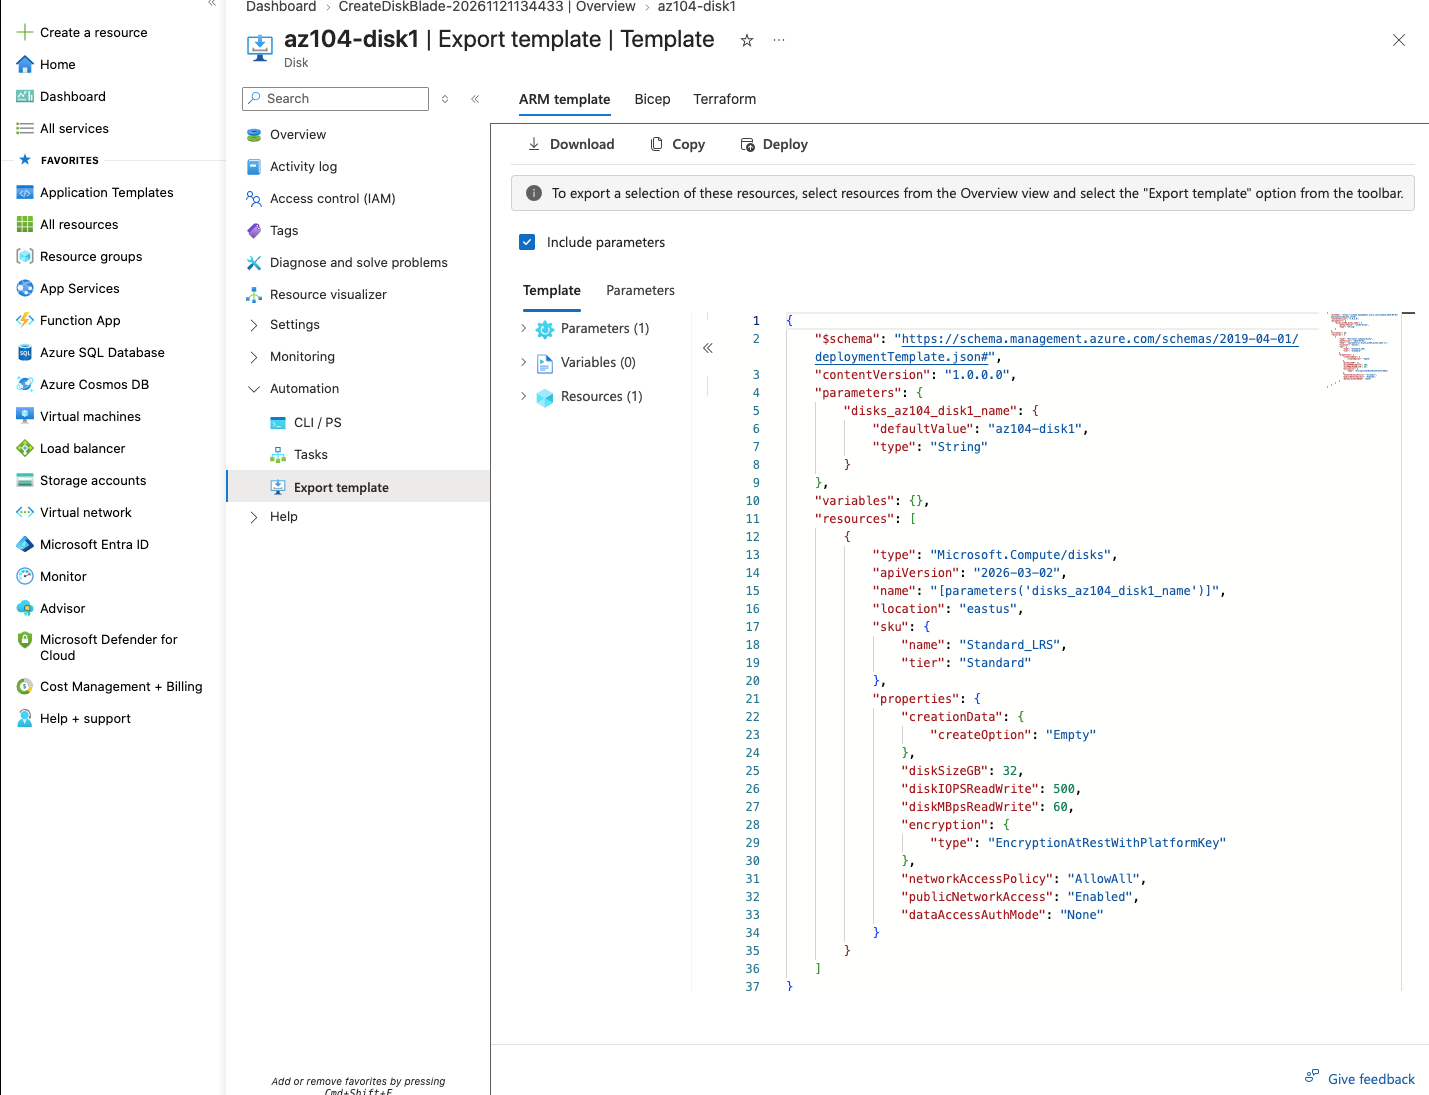 Dashboard > CreateDiskBlade-20261121134433 | Overview > az104-disk1
az104-disk1 | Export template | Template
Disk
Create a resource
Home
Dashboard
All services
FAVORITES
Application Templates
All resources
Resource groups
App Services
Function App
Azure SQL Database
Azure Cosmos DB
Virtual machines
Load balancer
Storage accounts
Virtual network
Microsoft Entra ID
Monitor
Advisor
Microsoft Defender for
Cloud
Cost Management + Billing
Help + support
Search
Overview
Activity log
Access control (IAM)
Tags
Diagnose and solve problems
Resource visualizer
Settings
Monitoring
Automation
CLI / PS
Tasks
Export template
Help
Add or remove favorites by pressing
Cmd+Shift+F
ARM template Bicep Terraform
Download Copy Deploy
To export a selection of these resources, select resources from the Overview view and select the "Export template" option from the toolbar.
Include parameters
Template Parameters
Parameters (1)
Variables (0)
Resources (1)
1 {
2 "$schema": "https://schema.management.azure.com/schemas/2019-04-01/
deploymentTemplate.json#",
3 "contentVersion": "1.0.0.0",
4 "parameters": {
5 "disks_az104_disk1_name": {
6 "defaultValue": "az104-disk1",
7 "type": "String"
8 }
9 },
10 "variables": {},
11 "resources": [
12 {
13 "type": "Microsoft.Compute/disks",
14 "apiVersion": "2026-03-02",
15 "name": "[parameters('disks_az104_disk1_name')]",
16 "location": "eastus",
17 "sku": {
18 "name": "Standard_LRS",
19 "tier": "Standard"
20 },
21 "properties": {
22 "creationData": {
23 "createOption": "Empty"
24 },
25 "diskSizeGB": 32,
26 "diskIOPSReadWrite": 500,
27 "diskMBpsReadWrite": 60,
28 "encryption": {
29 "type": "EncryptionAtRestWithPlatformKey"
30 },
31 "networkAccessPolicy": "AllowAll",
32 "publicNetworkAccess": "Enabled",
33 "dataAccessAuthMode": "None"
34 }
35 }
36 ]
37 }
Give feedback